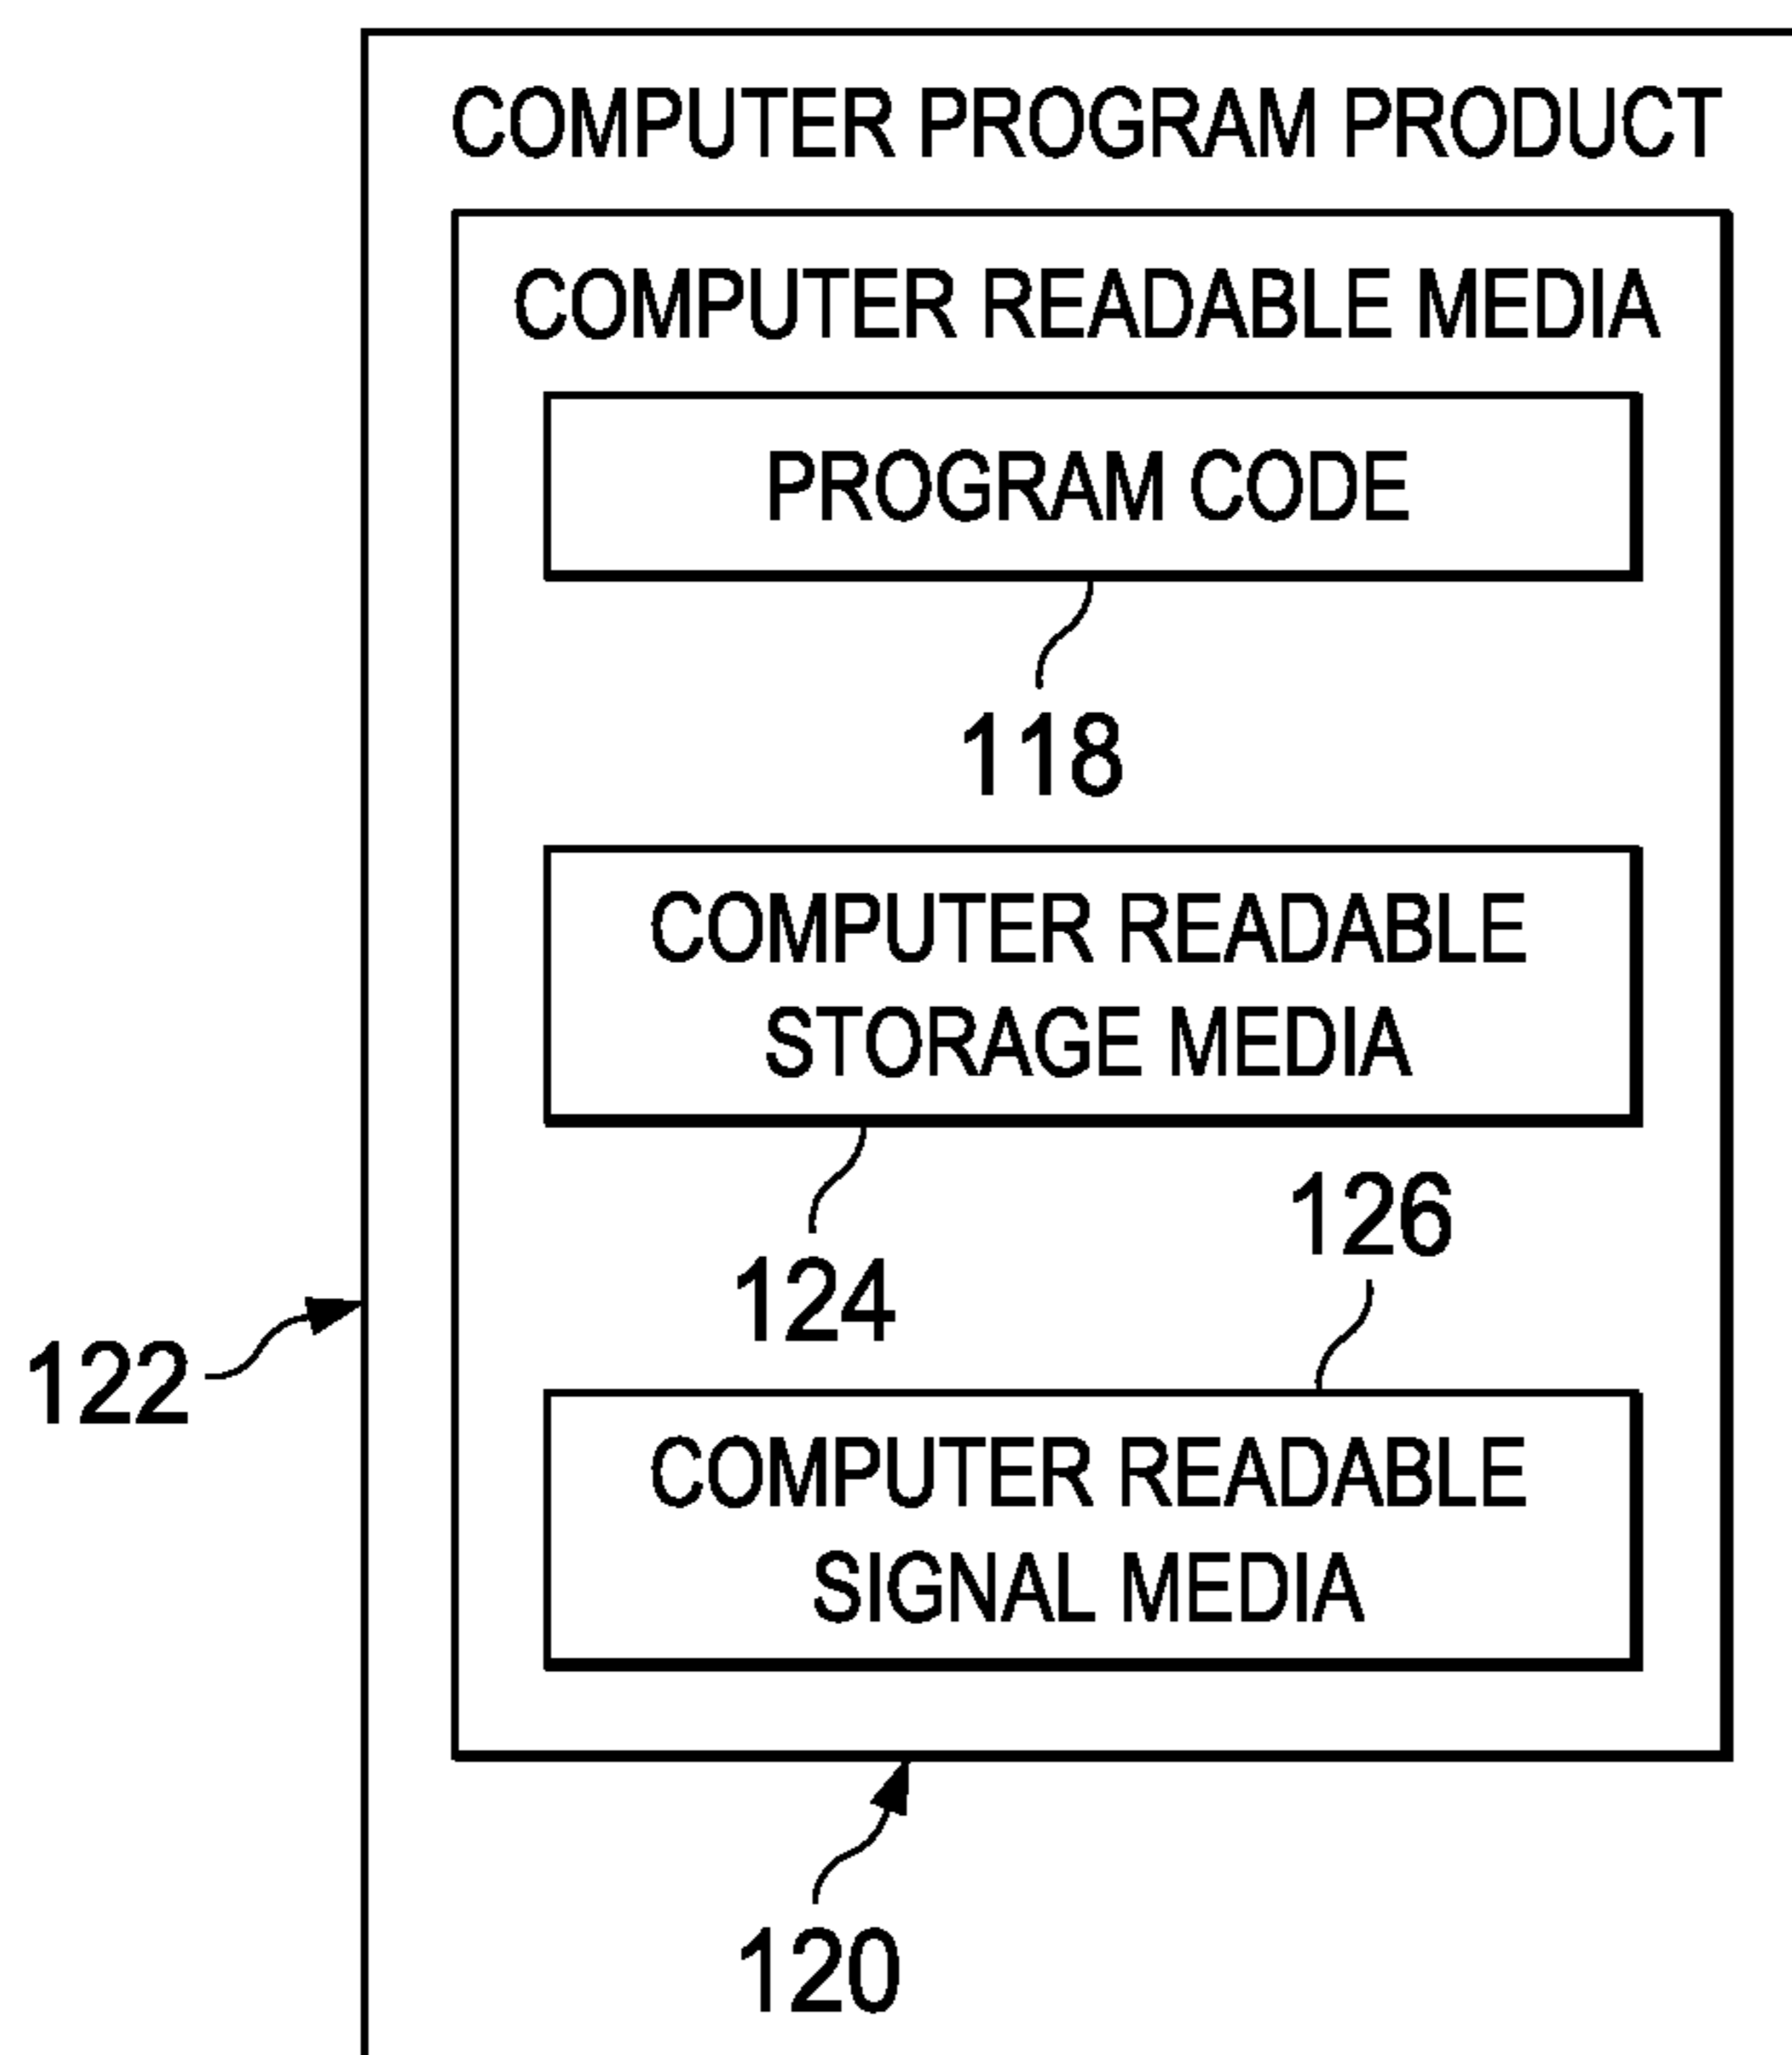 COMPUTER PROGRAM PRODUCT
COMPUTER READABLE MEDIA
PROGRAM CODE
118
COMPUTER READABLE
STORAGE MEDIA
124
126
122
COMPUTER READABLE
SIGNAL MEDIA
120